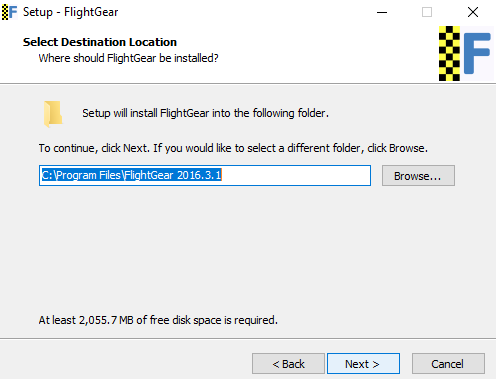 Setup - FlightGear
Select Destination Location
Where should FlightGear be installed?
F
Setup will install FlightGear into the following folder.
To continue, click Next. If you would like to select a different folder, click Browse.
C:\Program Files\FlightGear 2016.3.1
Browse...
At least 2,055.7 MB of free disk space is required.
< Back
Next >
Cancel